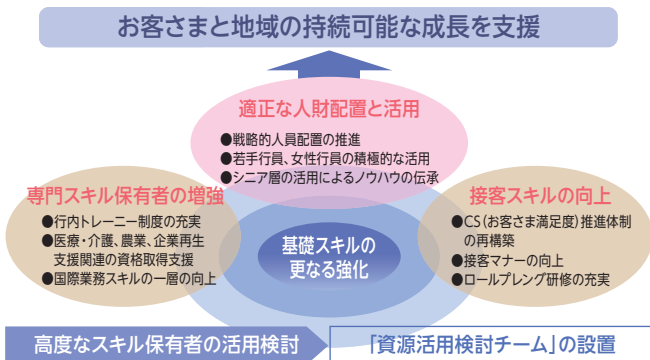 お客さまと地域の持続可能な成長を支援
適正な人財配置と活用
●戦略的人員配置の推進
●若手行員、女性行員の積極的な活用
●シニア層の活用によるノウハウの伝承
専門スキル保有者の増強
●行内トレーニー制度の充実
●医療・介護、農業、企業再生
支援関連の資格取得支援
●国際業務スキルの一層の向上
基礎スキルの
更なる強化
接客スキルの向上
●CS(お客さま満足度)推進体制
の再構築
●接客マナーの向上
●ロールプレング研修の充実
高度なスキル保有者の活用検討
「資源活用検討チーム」の設置